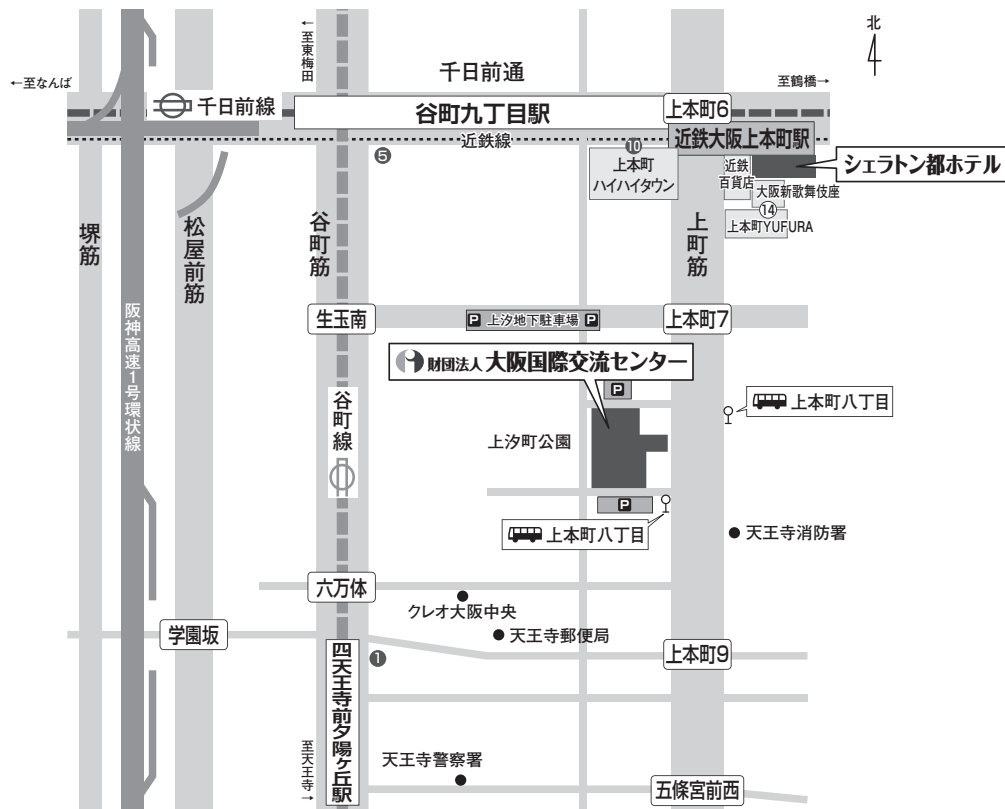 北
←至なんば
←至東梅田
千日前通
至鶴橋→
千日前線
谷町九丁目駅
上本町6
近鉄線
近鉄大阪上本町駅
シェラトン都ホテル
❺
❿
上本町
ハイハイタウン
近鉄
百貨店
大阪新歌舞伎座
⑭
上本町YUFURA
堺筋
松屋前筋
谷町筋
上町筋
阪神高速1号環状線
生玉南
P 上汐地下駐車場 P
上本町7
財団法人 大阪国際交流センター
P
谷町線
上本町八丁目
上汐町公園
P
上本町八丁目
天王寺消防署
六万体
クレオ大阪中央
学園坂
天王寺郵便局
❶
上本町9
四天王寺前夕陽ヶ丘駅
至天王寺→
天王寺警察署
五條宮前西